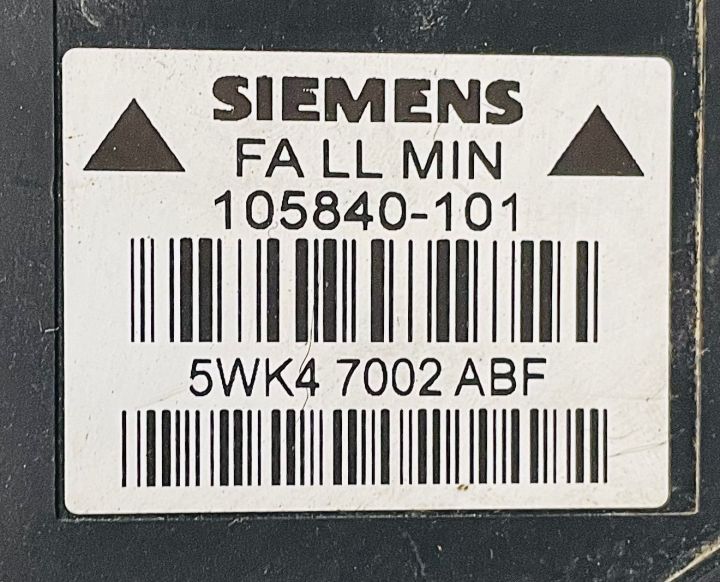 SIEMENS
FA LL MIN
105840-101
5WK4 7002 ABF